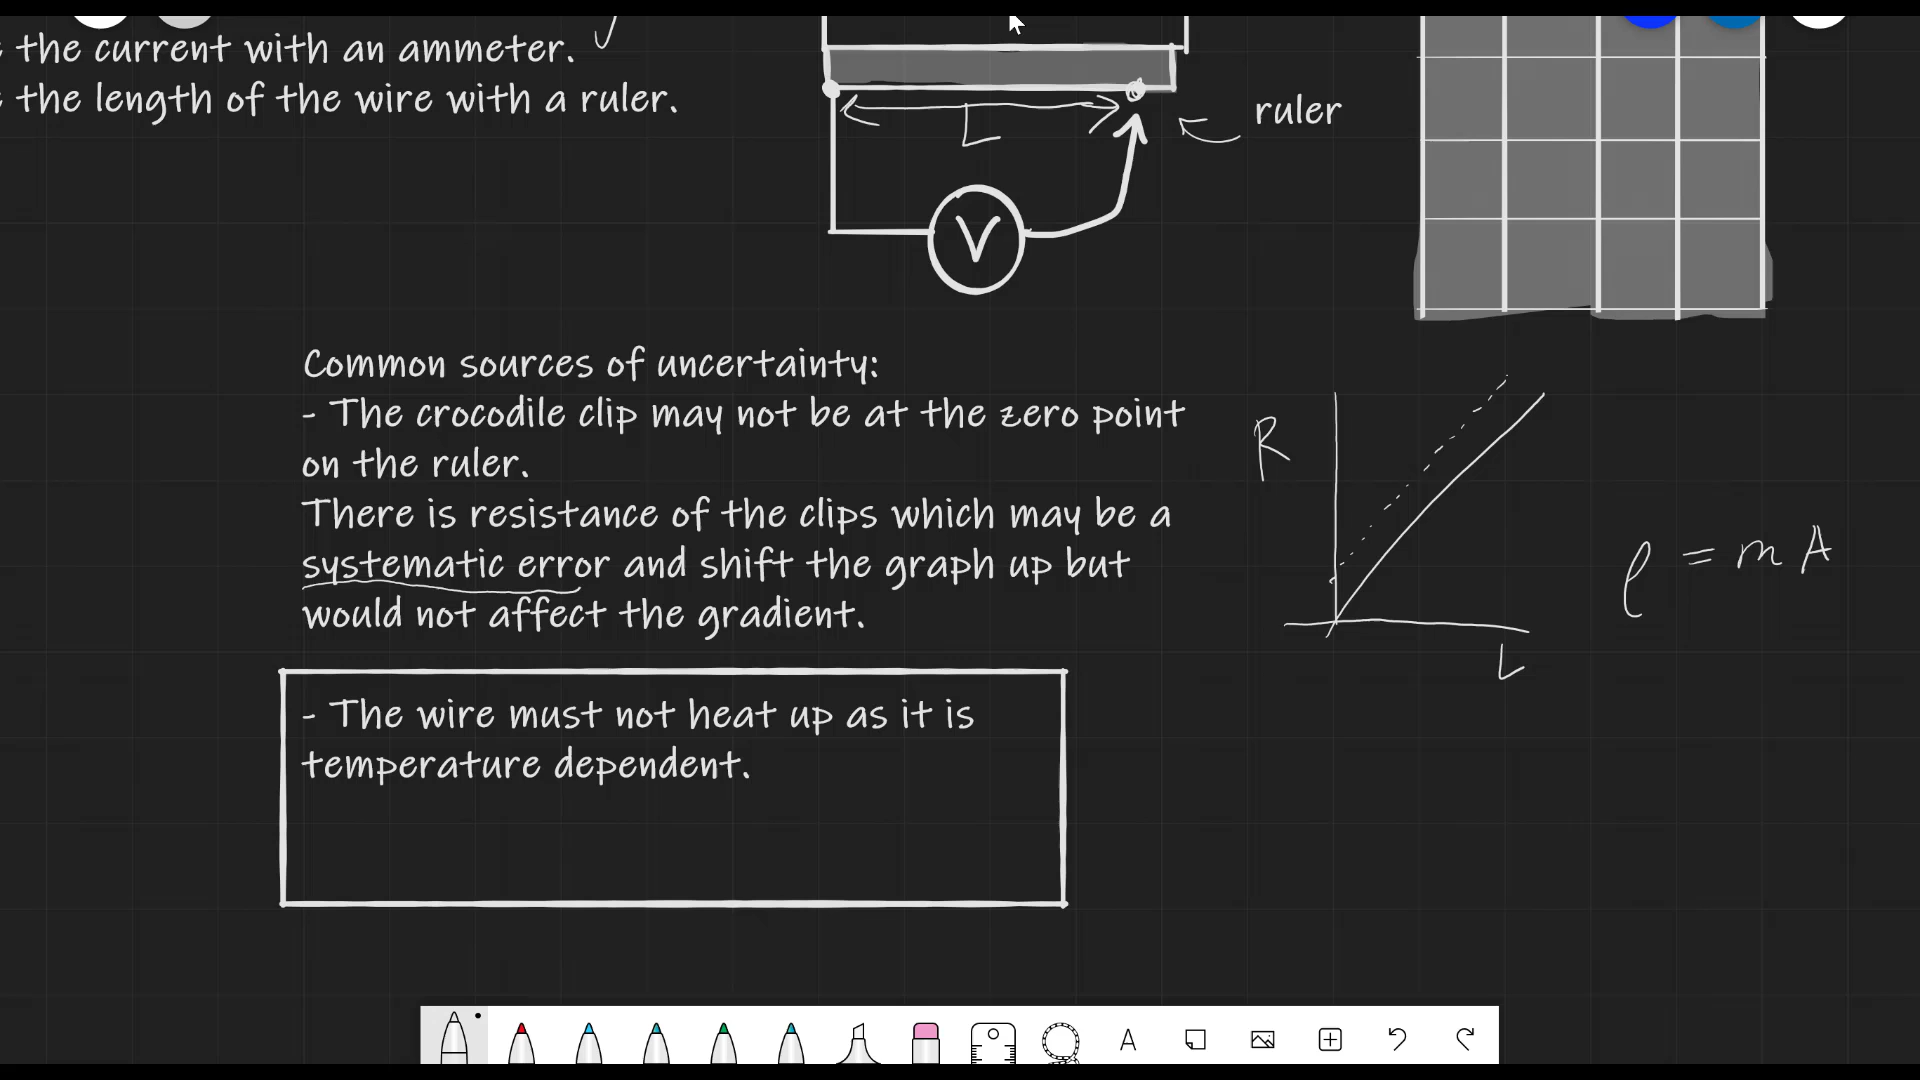 the current with an ammeter.
the length of the wire with a ruler.
L
ruler
V
Common sources of uncertainty:
- The crocodile clip may not be at the zero point
on the ruler.
There is resistance of the clips which may be a
systematic error and shift the graph up but
would not affect the gradient.
R
L
ρ = m A
- The wire must not heat up as it is
temperature dependent.
A